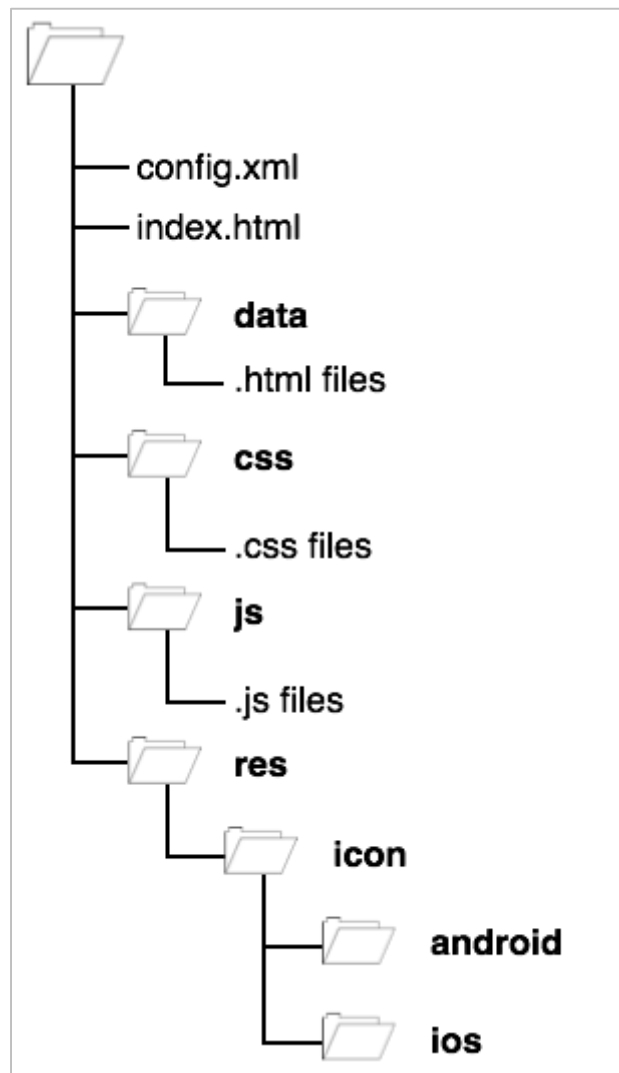 config.xml
index.html
data
.html files
css
.css files
js
.js files
res
icon
android
ios